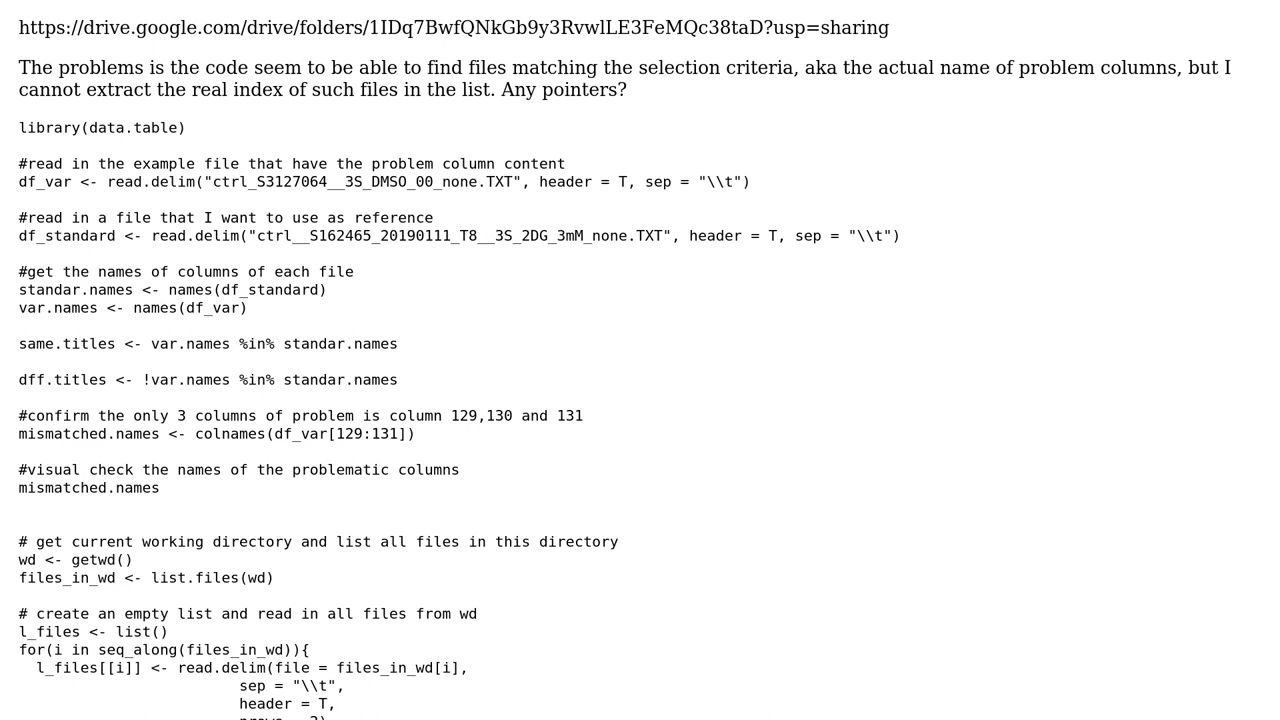 https://drive.google.com/drive/folders/1IDq7BwfQNkGb9y3RvwlLE3FeMQc38taD?usp=sharing
The problems is the code seem to be able to find files matching the selection criteria, aka the actual name of problem columns, but I
cannot extract the real index of such files in the list. Any pointers?
library(data.table)
#read in the example file that have the problem column content
df_var <- read.delim("ctrl_S3127064__3S_DMSO_00_none.TXT", header = T, sep = "\\t")
#read in a file that I want to use as reference
df_standard <- read.delim("ctrl__S162465_20190111_T8__3S_2DG_3mM_none.TXT", header = T, sep = "\\t")
#get the names of columns of each file
standar.names <- names(df_standard)
var.names <- names(df_var)
same.titles <- var.names %in% standar.names
dff.titles <- !var.names %in% standar.names
#confirm the only 3 columns of problem is column 129,130 and 131
mismatched.names <- colnames(df_var[129:131])
#visual check the names of the problematic columns
mismatched.names
# get current working directory and list all files in this directory
wd <- getwd()
files_in_wd <- list.files(wd)
# create an empty list and read in all files from wd
l_files <- list()
for(i in seq_along(files_in_wd)){
  l_files[[i]] <- read.delim(file = files_in_wd[i],
                         sep = "\\t",
                         header = T,